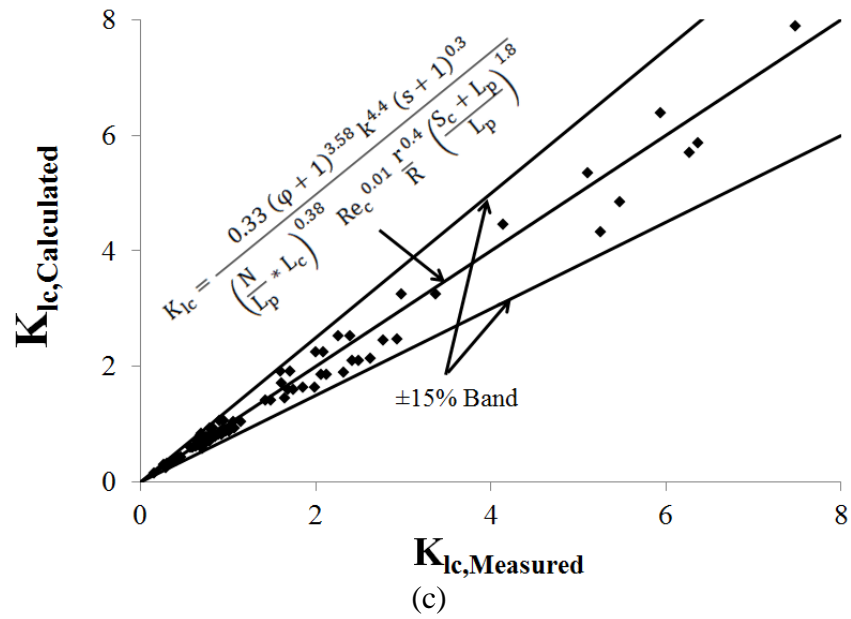 8
6
4
2
0
0
2
4
6
8
K_lc,Calculated
K_lc = 0.33 (φ + 1)^3.58 k^4.4 (s + 1)^0.3 / (N/L_p * L_c)^0.38 Re_c^0.01 r/R^0.4 (S_c + L_p / L_p)^1.8
±15% Band
K_lc,Measured
(c)